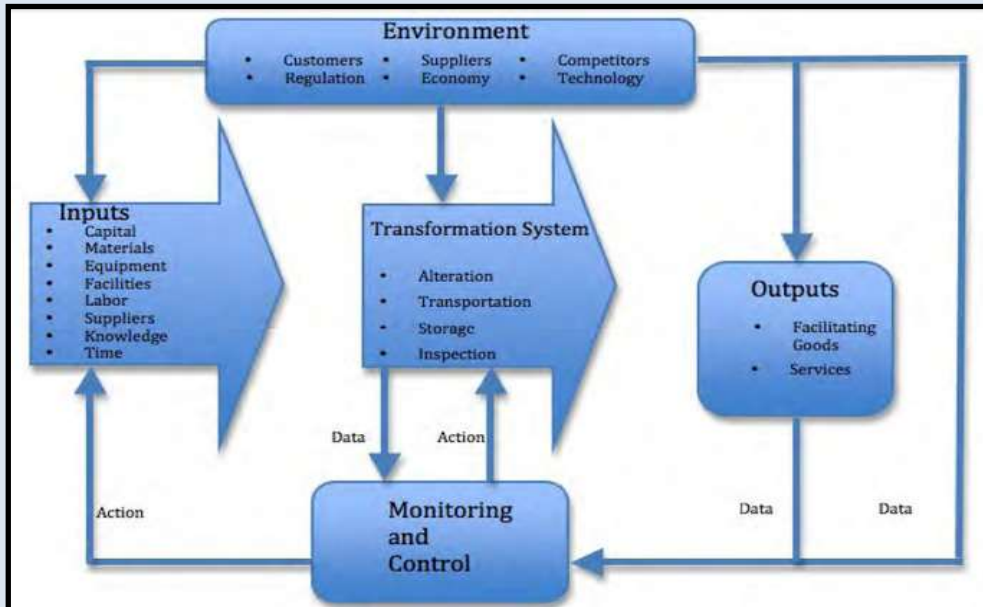 Environment
• Customers • Suppliers • Competitors
• Regulation • Economy • Technology
Inputs
• Capital
• Materials
• Equipment
• Facilities
• Labor
• Suppliers
• Knowledge
• Time
Transformation System
• Alteration
• Transportation
• Storage
• Inspection
Outputs
• Facilitating
Goods
• Services
Data
Action
Action
Data
Data
Monitoring
and
Control